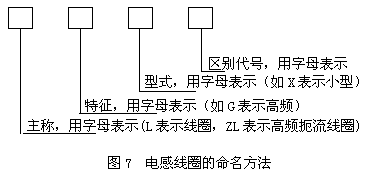 区别代号，用字母表示
型式，用字母表示（如X表示小型）
特征，用字母表示（如G表示高频）
主称，用字母表示(L表示线圈，ZL表示高频扼流线圈)
图7 电感线圈的命名方法